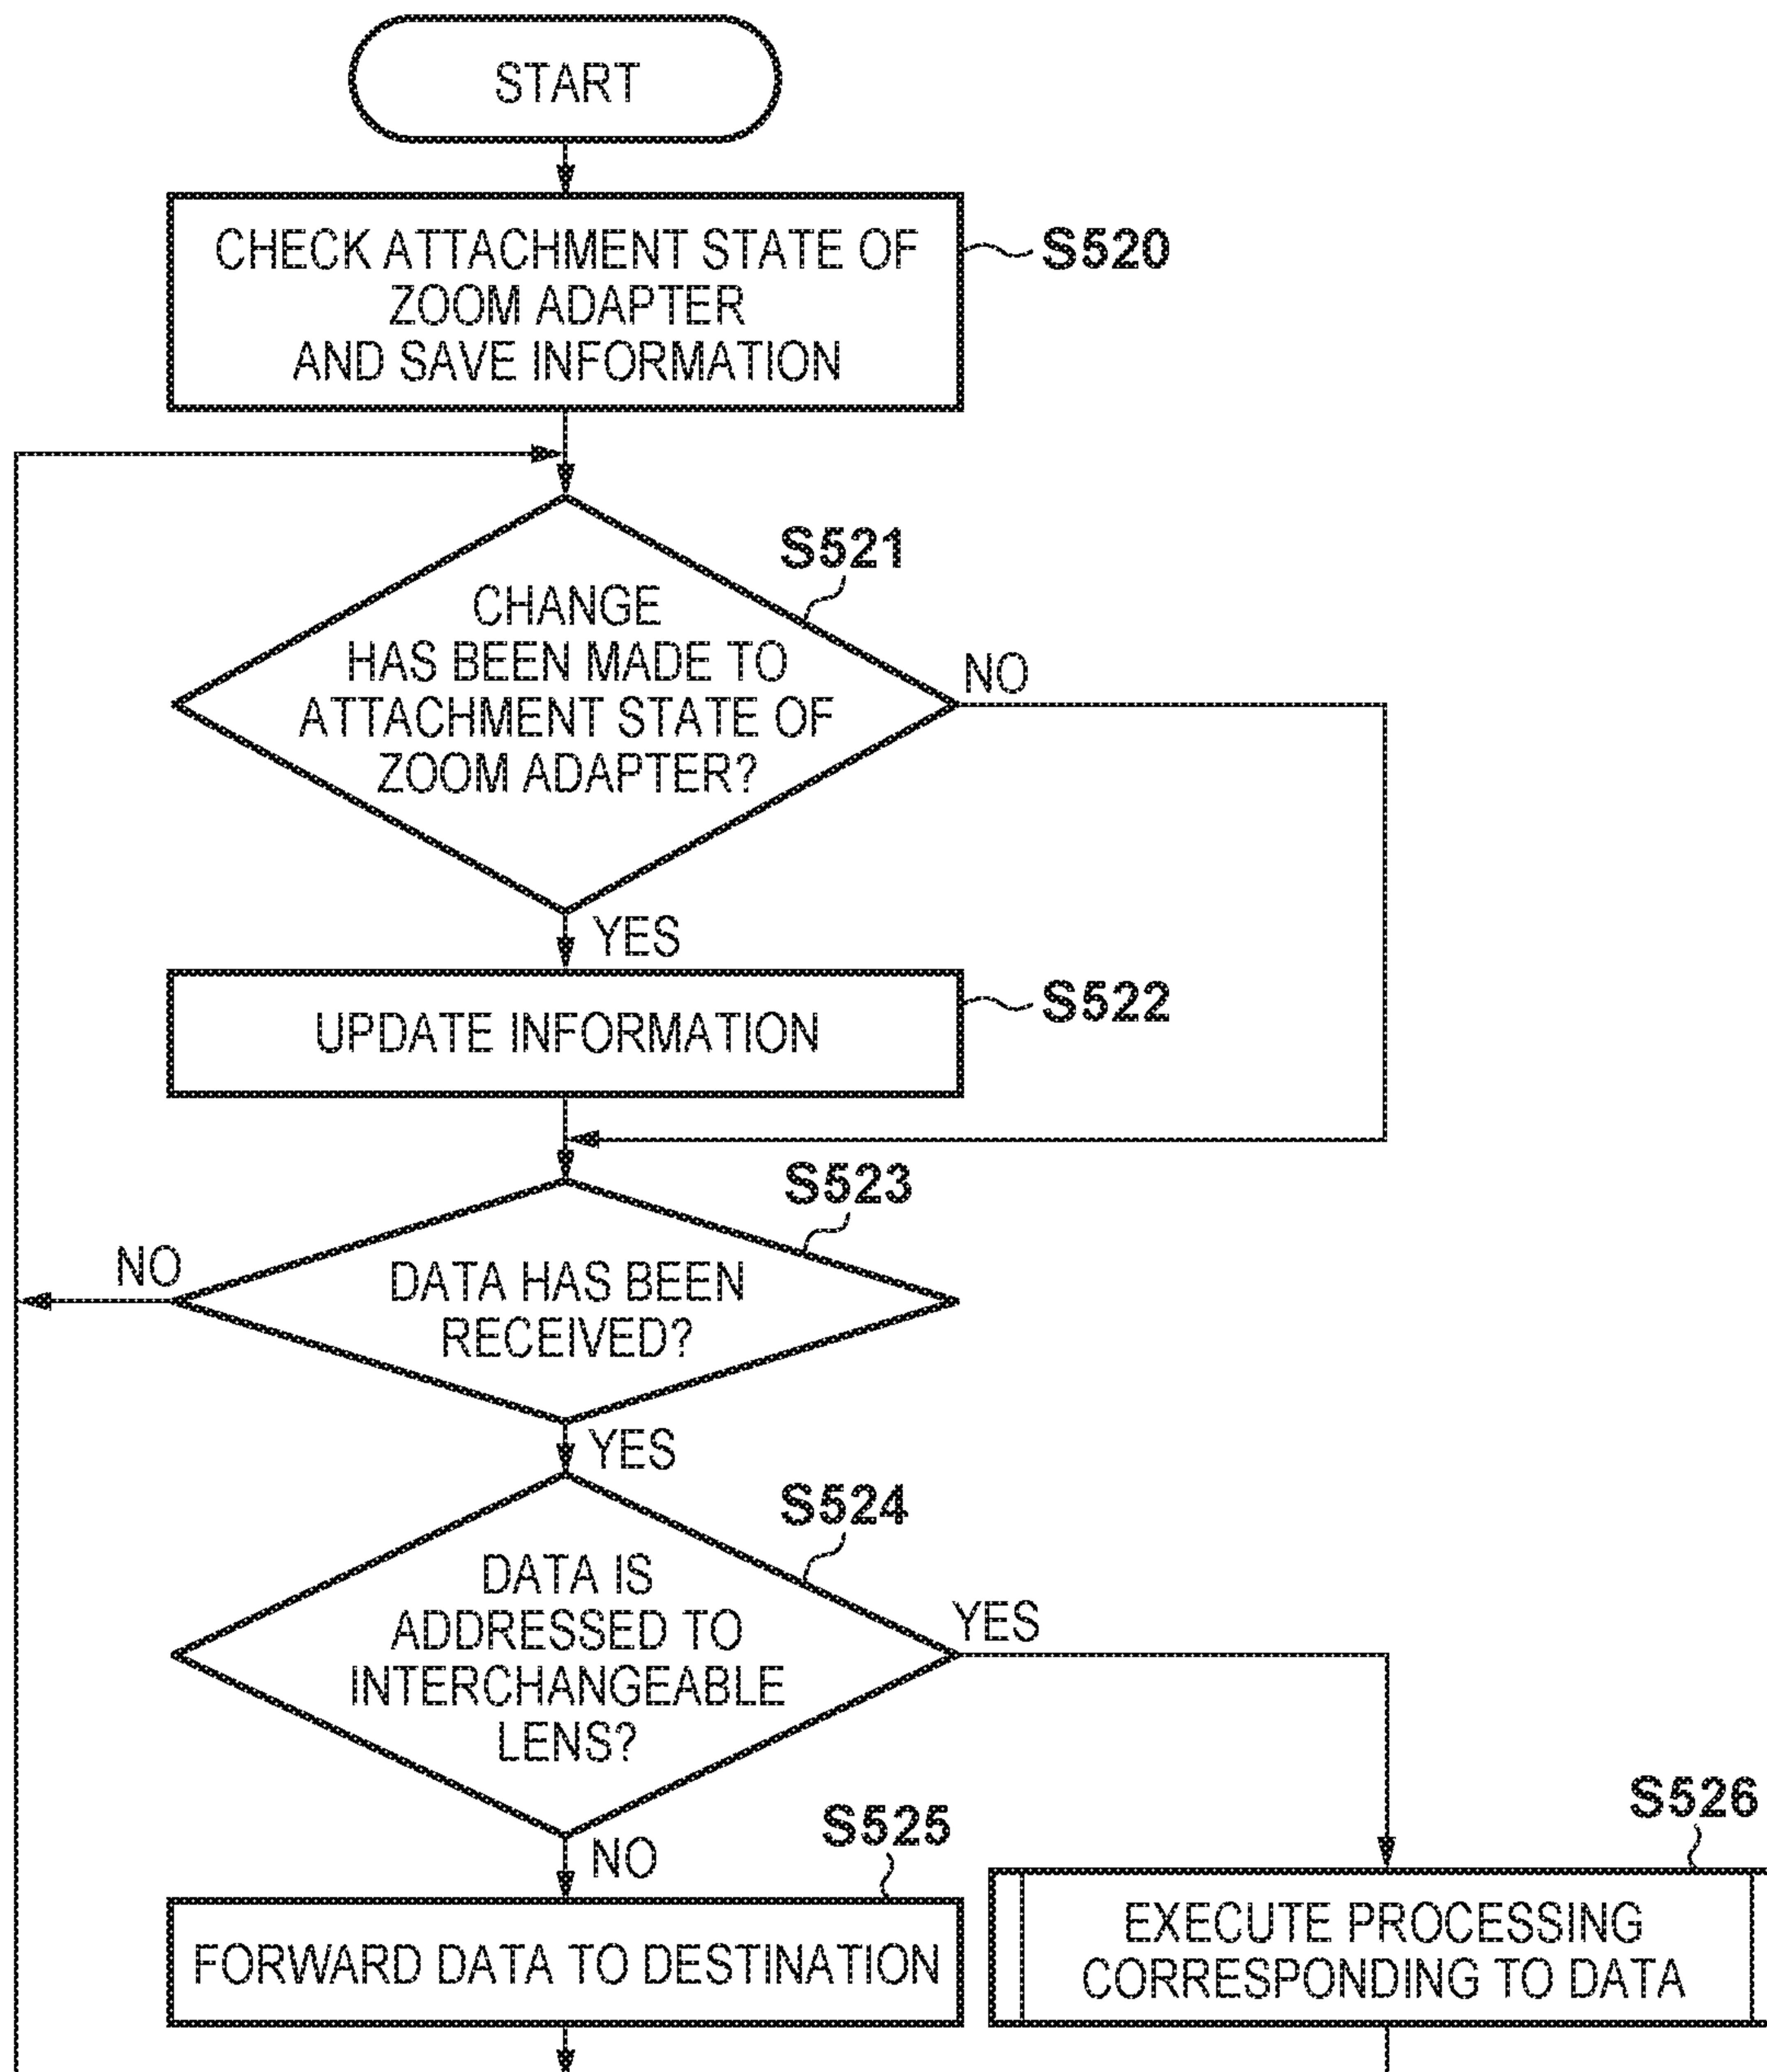 START
CHECK ATTACHMENT STATE OF
ZOOM ADAPTER
AND SAVE INFORMATION
S520
S521
CHANGE
HAS BEEN MADE TO
ATTACHMENT STATE OF
ZOOM ADAPTER?
NO
YES
UPDATE INFORMATION
S522
S523
NO
DATA HAS BEEN
RECEIVED?
YES
S524
DATA IS
ADDRESSED TO
INTERCHANGEABLE
LENS?
YES
NO
S525
FORWARD DATA TO DESTINATION
S526
EXECUTE PROCESSING
CORRESPONDING TO DATA